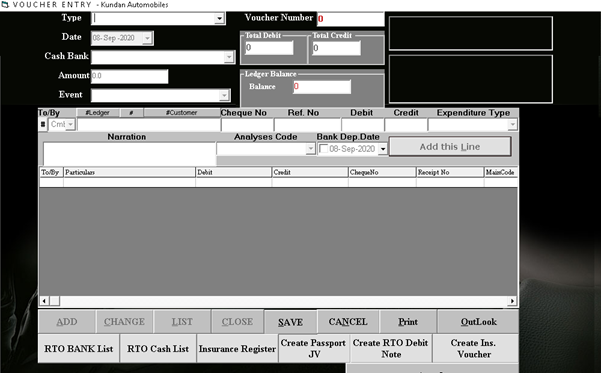 VOUCHER ENTRY - Kundan Automobiles
Type
Voucher Number 0
Date 08-Sep-2020
Total Debit Total Credit
0 0
Cash Bank
Amount 0.0
Ledger Balance
Balance 0
Event
To/By #Ledger # #Customer Cheque No Ref. No Debit Credit Expenditure Type
Narration Analyses Code Bank Dep.Date
08-Sep-2020 Add this Line
To/By Particulars Debit Credit ChequeNo Receipt No MainCode
ADD CHANGE LIST CLOSE SAVE CANCEL Print OutLook
RTO BANK List RTO Cash List Insurance Register Create Passport JV Create RTO Debit Note Create Ins. Voucher